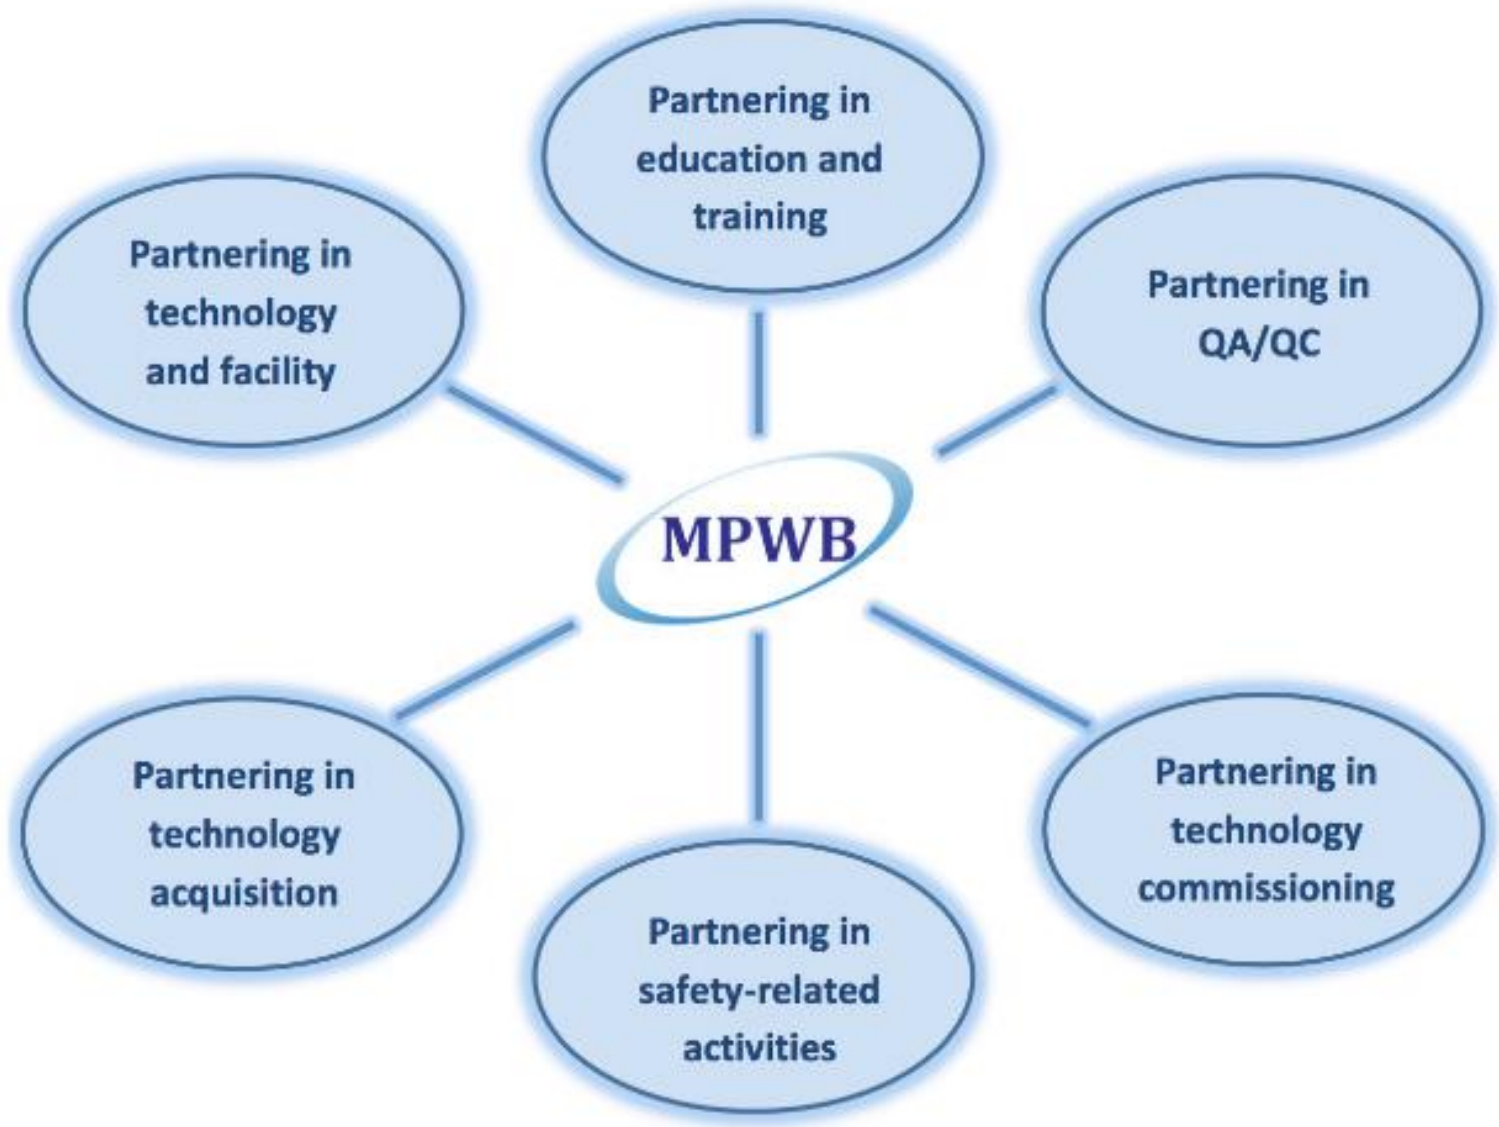 Partnering in
education and
training
Partnering in
technology
and facility
Partnering in
QA/QC
MPWB
Partnering in
technology
acquisition
Partnering in
technology
commissioning
Partnering in
safety-related
activities